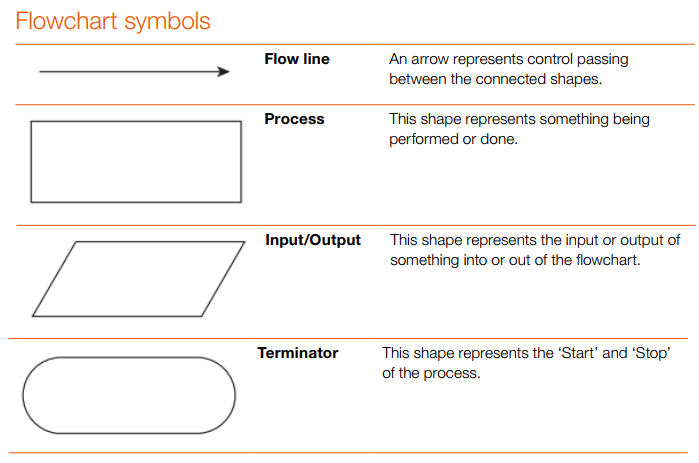 Flowchart symbols
Flow line
An arrow represents control passing
between the connected shapes.
Process
This shape represents something being
performed or done.
Input/Output
This shape represents the input or output of
something into or out of the flowchart.
Terminator
This shape represents the ‘Start’ and ‘Stop’
of the process.